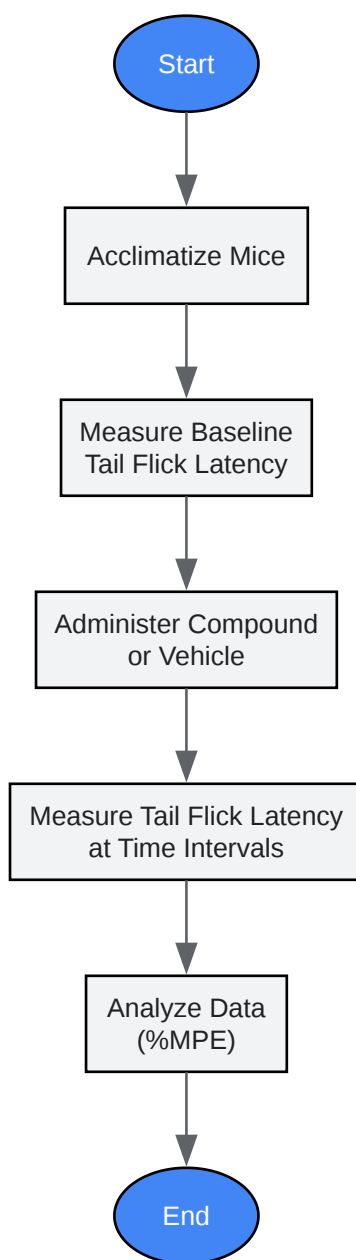 Start
Acclimatize Mice
Measure Baseline
Tail Flick Latency
Administer Compound
or Vehicle
Measure Tail Flick Latency
at Time Intervals
Analyze Data
(%MPE)
End